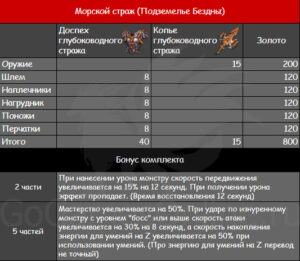 Морской страж (Подземелье Бездны)
Доспех глубоководного стража
Копье глубоководного стража
Золото
Оружие 15 200
Шлем 8 120
Наплечники 8 120
Нагрудник 8 120
Поножи 8 120
Перчатки 8 120
Итого 40 15 800
Бонус комплекта
2 части
При нанесении урона монстру скорость передвижения
увеличивается на 15% на 12 секунд. При получении урона
эффект пропадает. (Время восстановления 12 секунд)
5 частей
Мастерство увеличивается на 50%. При ударе по изнуренному
монстру с уровнем "босс" или выше скорость атаки
увеличивается на 30% на 8 секунд, а скорость накопления
энергии для умений на Z увеличивается на 50% при
использовании умений. (Про энергию для умений на Z перевод
не точный)